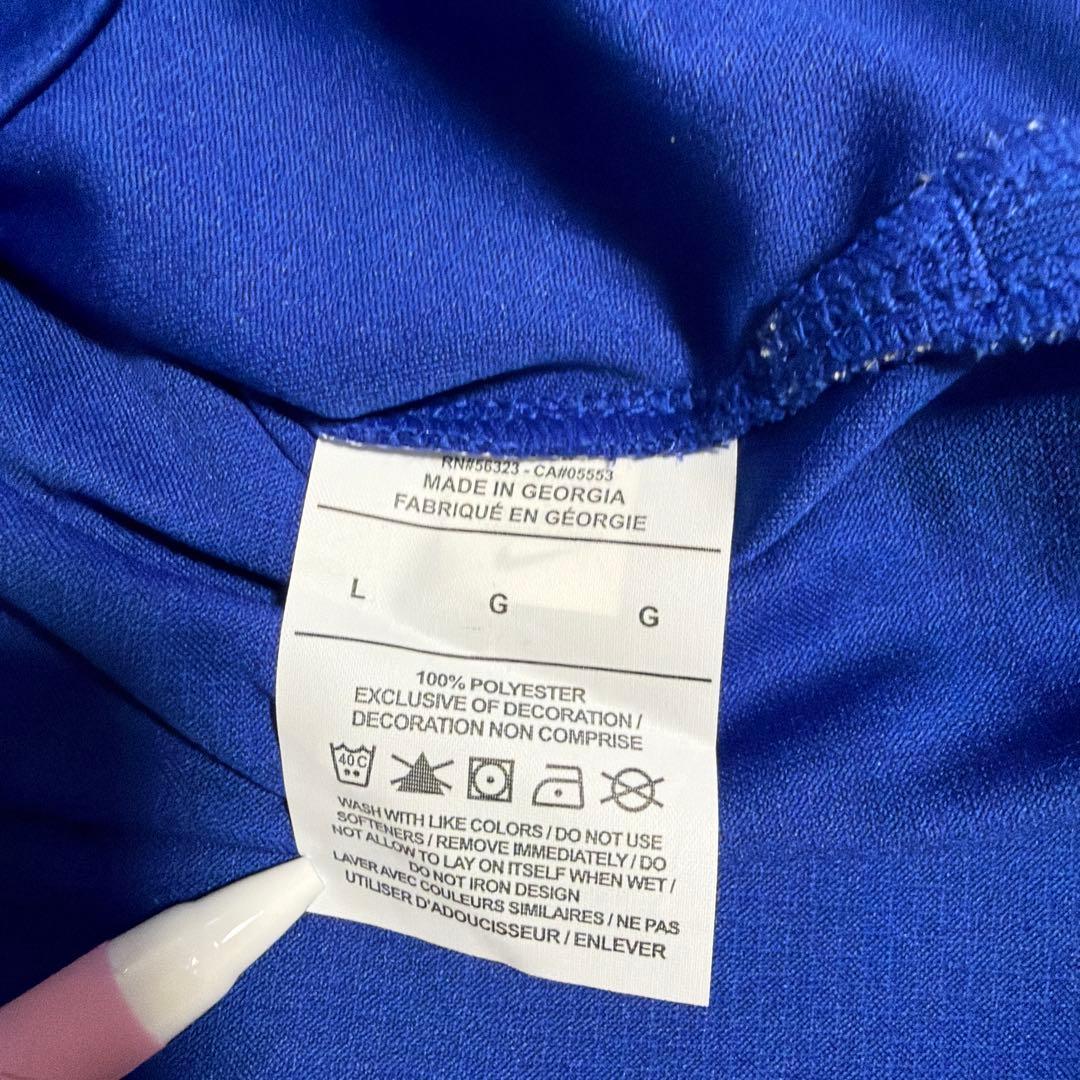 RN#56323 - CA#05553
MADE IN GEORGIA
FABRIQUÉ EN GÉORGIE
L G G
100% POLYESTER
EXCLUSIVE OF DECORATION /
DECORATION NON COMPRISE
40 C
WASH WITH LIKE COLORS / DO NOT USE
SOFTENERS / REMOVE IMMEDIATELY / DO
NOT ALLOW TO LAY ON ITSELF WHEN WET /
DO NOT IRON DESIGN
LAVER AVEC COULEURS SIMILAIRES / NE PAS
UTILISER D'ADOUCISSEUR / ENLEVER